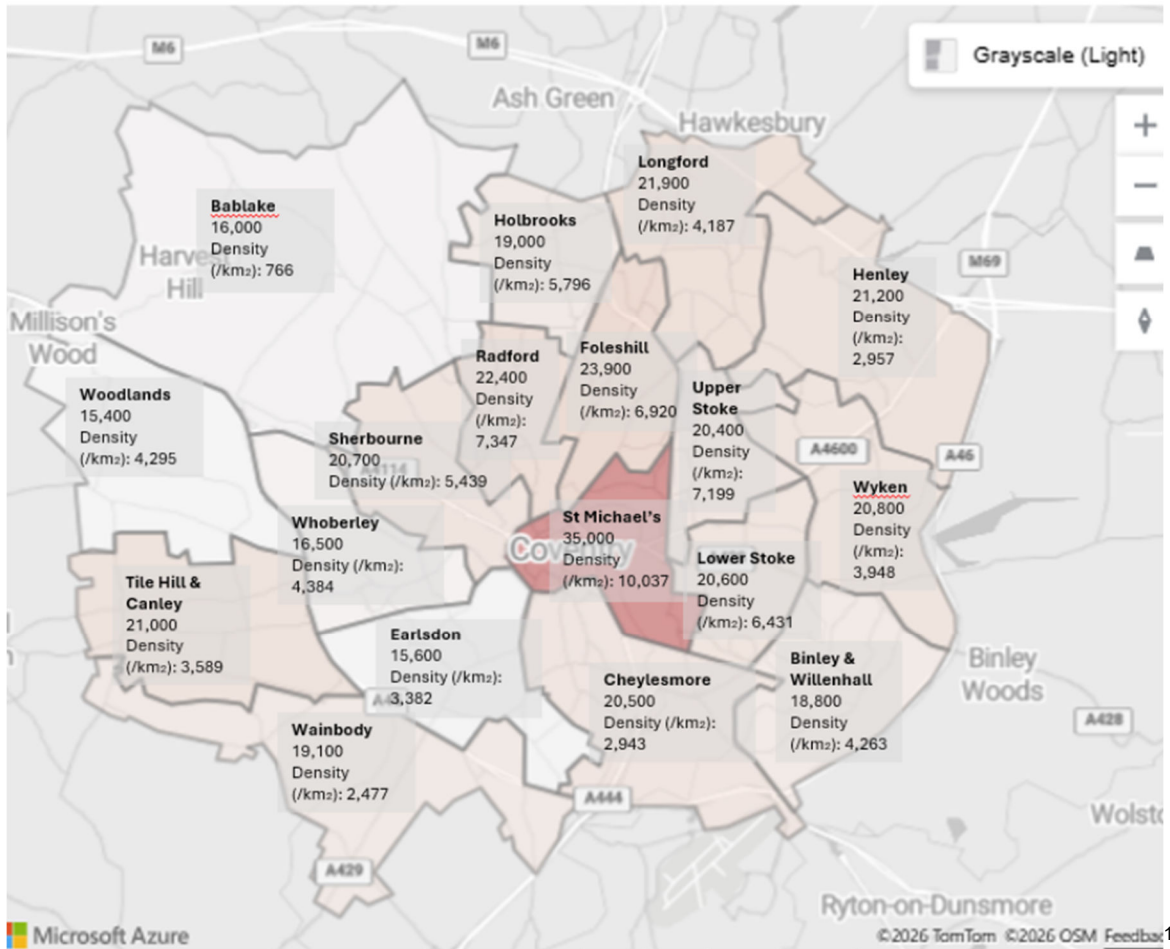 M6
M6
Grayscale (Light)
Ash Green
Hawkesbury
Longford
21,900
Density
(/km2): 4,187
Bablake
16,000
Density
(/km2): 766
Harvest
Hill
Holbrooks
19,000
Density
(/km2): 5,796
M69
Henley
21,200
Density
(/km2):
2,957
Millison's
Wood
Radford
22,400
Density
(/km2):
7,347
Foleshill
23,900
Density
(/km2): 6,920
Upper
Stoke
20,400
Density
(/km2):
7,199
Woodlands
15,400
Density
(/km2): 4,295
Sherbourne
20,700
Density (/km2): 5,439
A4114
A4600
A46
Wyken
20,800
Density
(/km2):
3,948
Whoberley
16,500
Density (/km2):
4,384
St Michael's
35,000
Density
(/km2): 10,037
Coventry
Lower Stoke
20,600
Density
(/km2): 6,431
Tile Hill &
Canley
21,000
Density
(/km2): 3,589
Earlsdon
15,600
Density (/km2):
3,382
Cheylesmore
20,500
Density (/km2):
2,943
Binley &
Willenhall
18,800
Density
(/km2): 4,263
Binley
Woods
A428
Wainbody
19,100
Density
(/km2): 2,477
A444
Wolsto
A429
Ryton-on-Dunsmore
Microsoft Azure
©2026 TomTom ©2026 OSM Feedbac